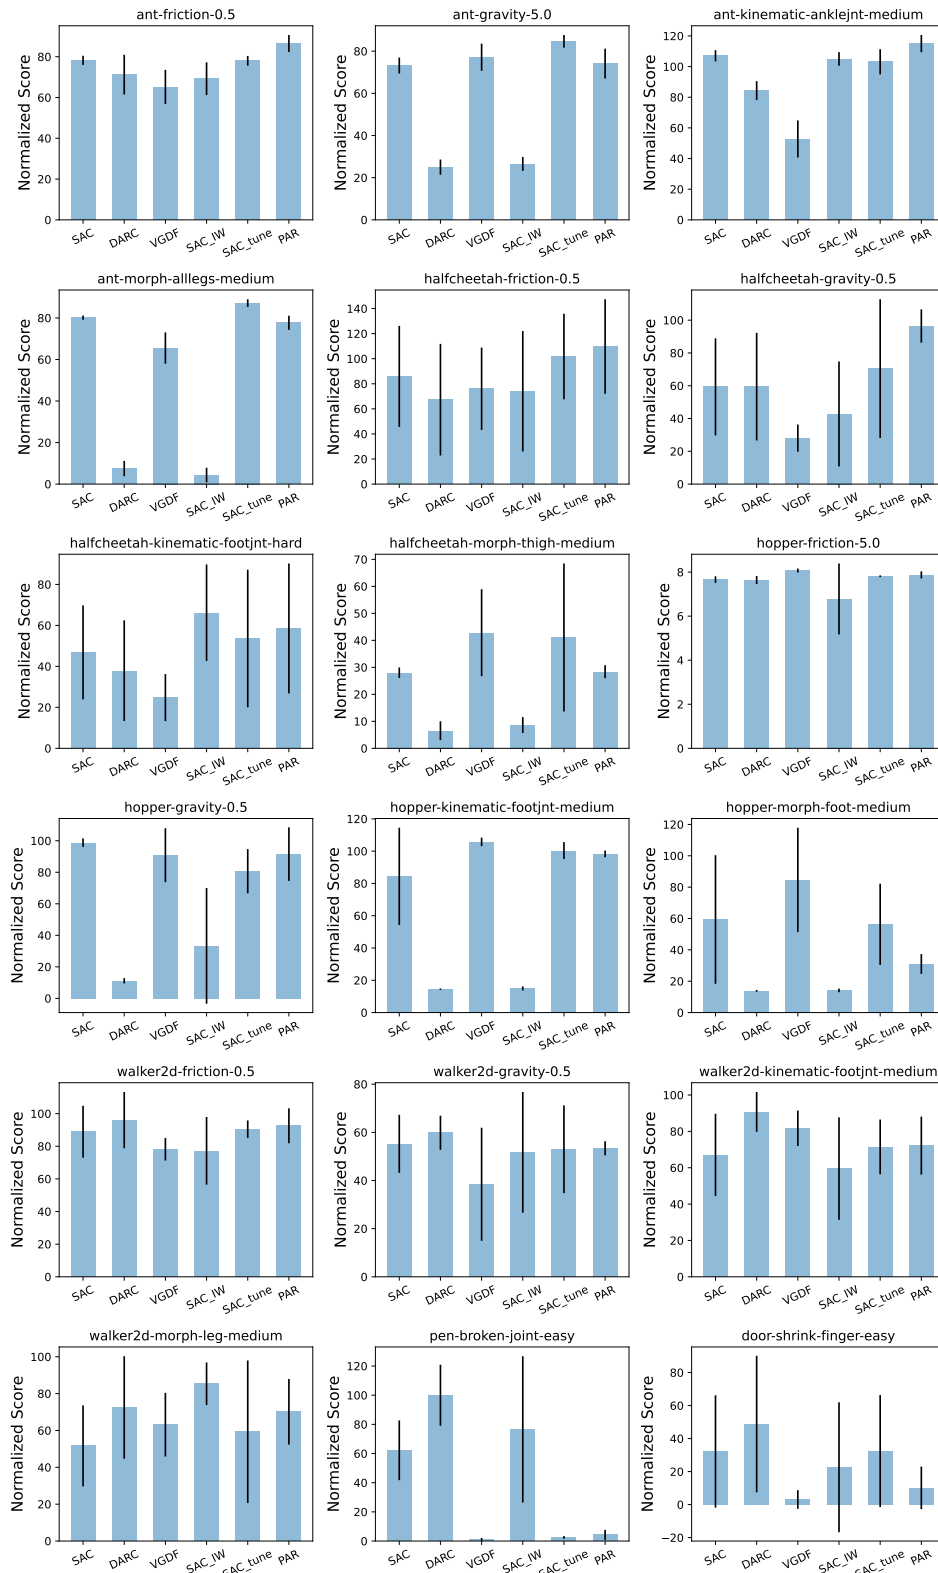 ant-friction-0.5
Normalized Score
80
60
40
20
0
SAC DARC VGDF SAC_IW SAC_tune PAR
ant-gravity-5.0
Normalized Score
80
60
40
20
0
SAC DARC VGDF SAC_IW SAC_tune PAR
ant-kinematic-anklejnt-medium
Normalized Score
120
100
80
60
40
20
0
SAC DARC VGDF SAC_IW SAC_tune PAR
ant-morph-alllegs-medium
Normalized Score
80
60
40
20
0
SAC DARC VGDF SAC_IW SAC_tune PAR
halfcheetah-friction-0.5
Normalized Score
140
120
100
80
60
40
20
0
SAC DARC VGDF SAC_IW SAC_tune PAR
halfcheetah-gravity-0.5
Normalized Score
100
80
60
40
20
0
SAC DARC VGDF SAC_IW SAC_tune PAR
halfcheetah-kinematic-footjnt-hard
Normalized Score
80
60
40
20
0
SAC DARC VGDF SAC_IW SAC_tune PAR
halfcheetah-morph-thigh-medium
Normalized Score
70
60
50
40
30
20
10
0
SAC DARC VGDF SAC_IW SAC_tune PAR
hopper-friction-5.0
Normalized Score
8
6
4
2
0
SAC DARC VGDF SAC_IW SAC_tune PAR
hopper-gravity-0.5
Normalized Score
100
80
60
40
20
0
SAC DARC VGDF SAC_IW SAC_tune PAR
hopper-kinematic-footjnt-medium
Normalized Score
120
100
80
60
40
20
0
SAC DARC VGDF SAC_IW SAC_tune PAR
hopper-morph-foot-medium
Normalized Score
120
100
80
60
40
20
0
SAC DARC VGDF SAC_IW SAC_tune PAR
walker2d-friction-0.5
Normalized Score
100
80
60
40
20
0
SAC DARC VGDF SAC_IW SAC_tune PAR
walker2d-gravity-0.5
Normalized Score
80
60
40
20
0
SAC DARC VGDF SAC_IW SAC_tune PAR
walker2d-kinematic-footjnt-medium
Normalized Score
100
80
60
40
20
0
SAC DARC VGDF SAC_IW SAC_tune PAR
walker2d-morph-leg-medium
Normalized Score
100
80
60
40
20
0
SAC DARC VGDF SAC_IW SAC_tune PAR
pen-broken-joint-easy
Normalized Score
120
100
80
60
40
20
0
SAC DARC VGDF SAC_IW SAC_tune PAR
door-shrink-finger-easy
Normalized Score
80
60
40
20
0
−20
SAC DARC VGDF SAC_IW SAC_tune PAR